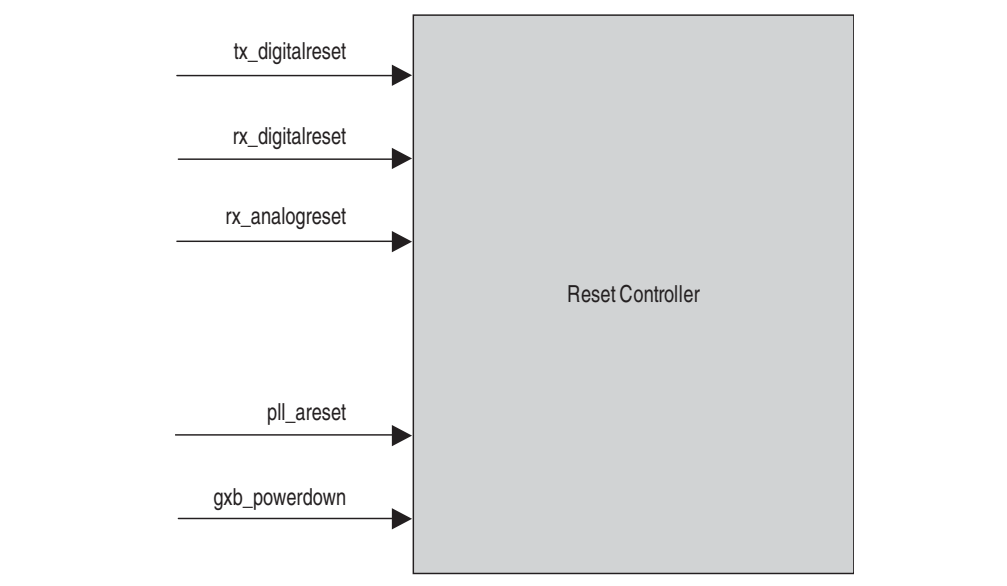 tx_digitalreset
rx_digitalreset
rx_analogreset
Reset Controller
pll_areset
gxb_powerdown